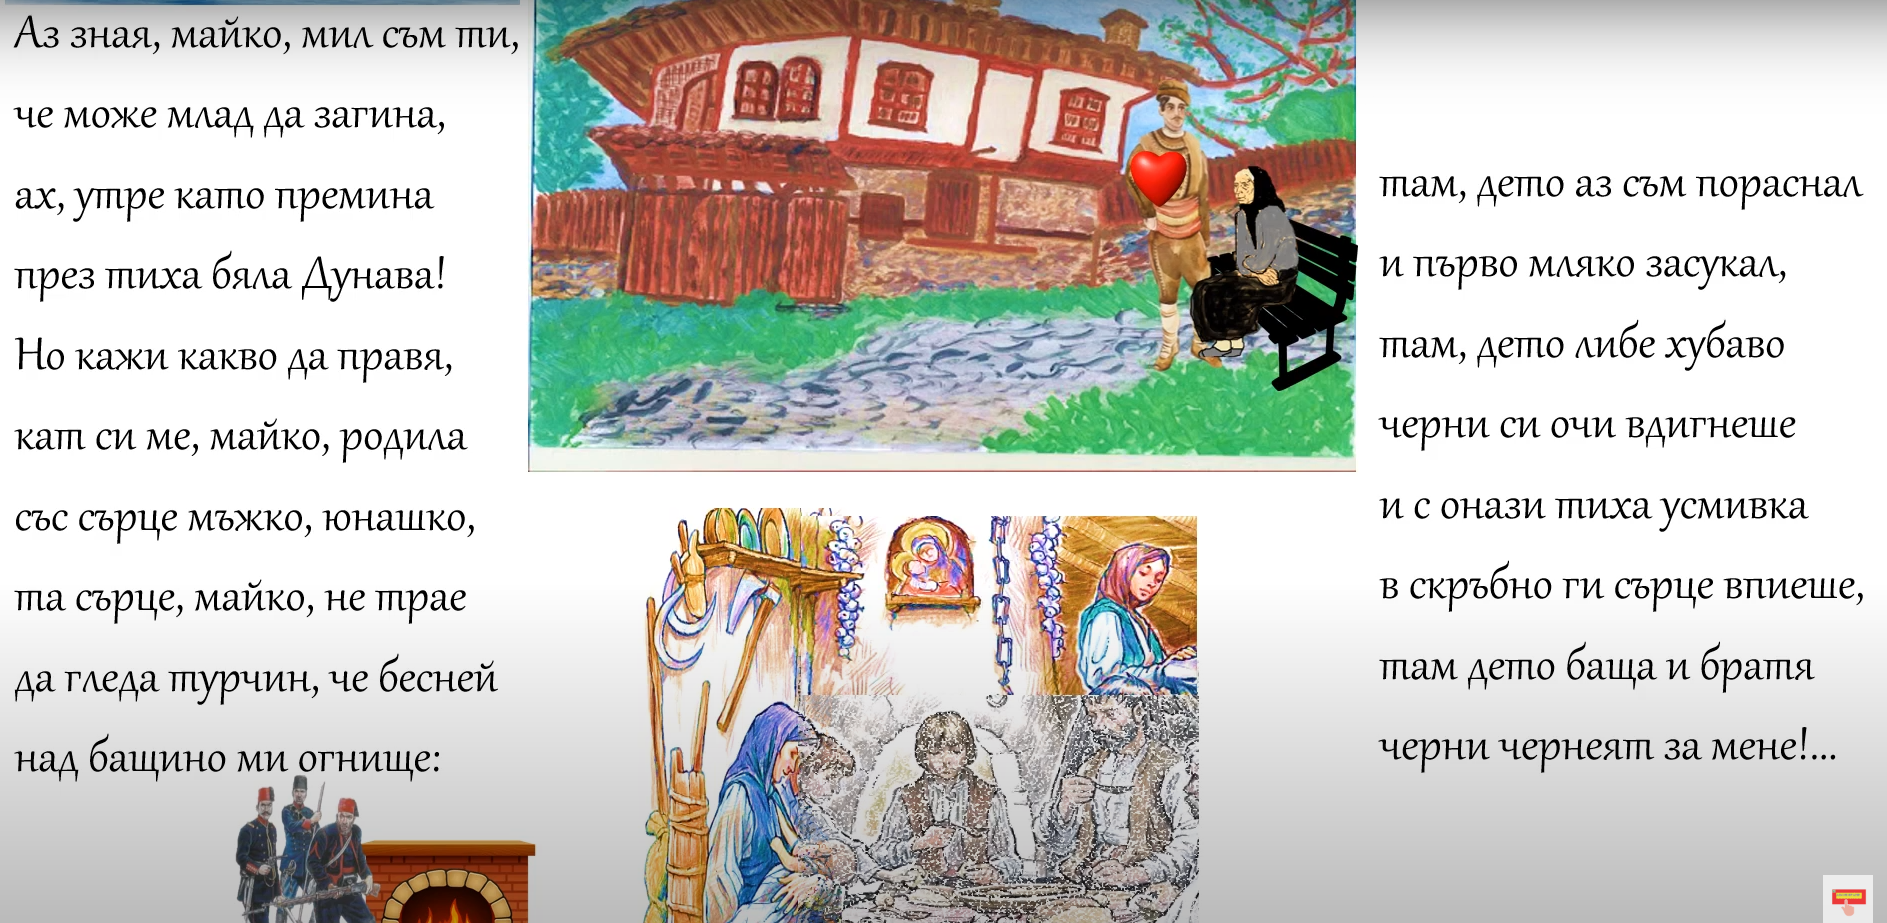 Аз зная, майко, мил съм ти,
че може млад да загина,
ах, утре като премина
през тиха бяла Дунава!
Но кажи какво да правя,
кат си ме, майко, родила
със сърце мъжко, юнашко,
та сърце, майко, не трае
да гледа турчин, че бесней
над бащино ми огнище:
там, дето аз съм пораснал
и първо мляко засукал,
там, дето либе хубаво
черни си очи вдигнеше
и с онази тиха усмивка
в скръбно ги сърце впиеше,
там дето баща и братя
черни чернеят за мене!...